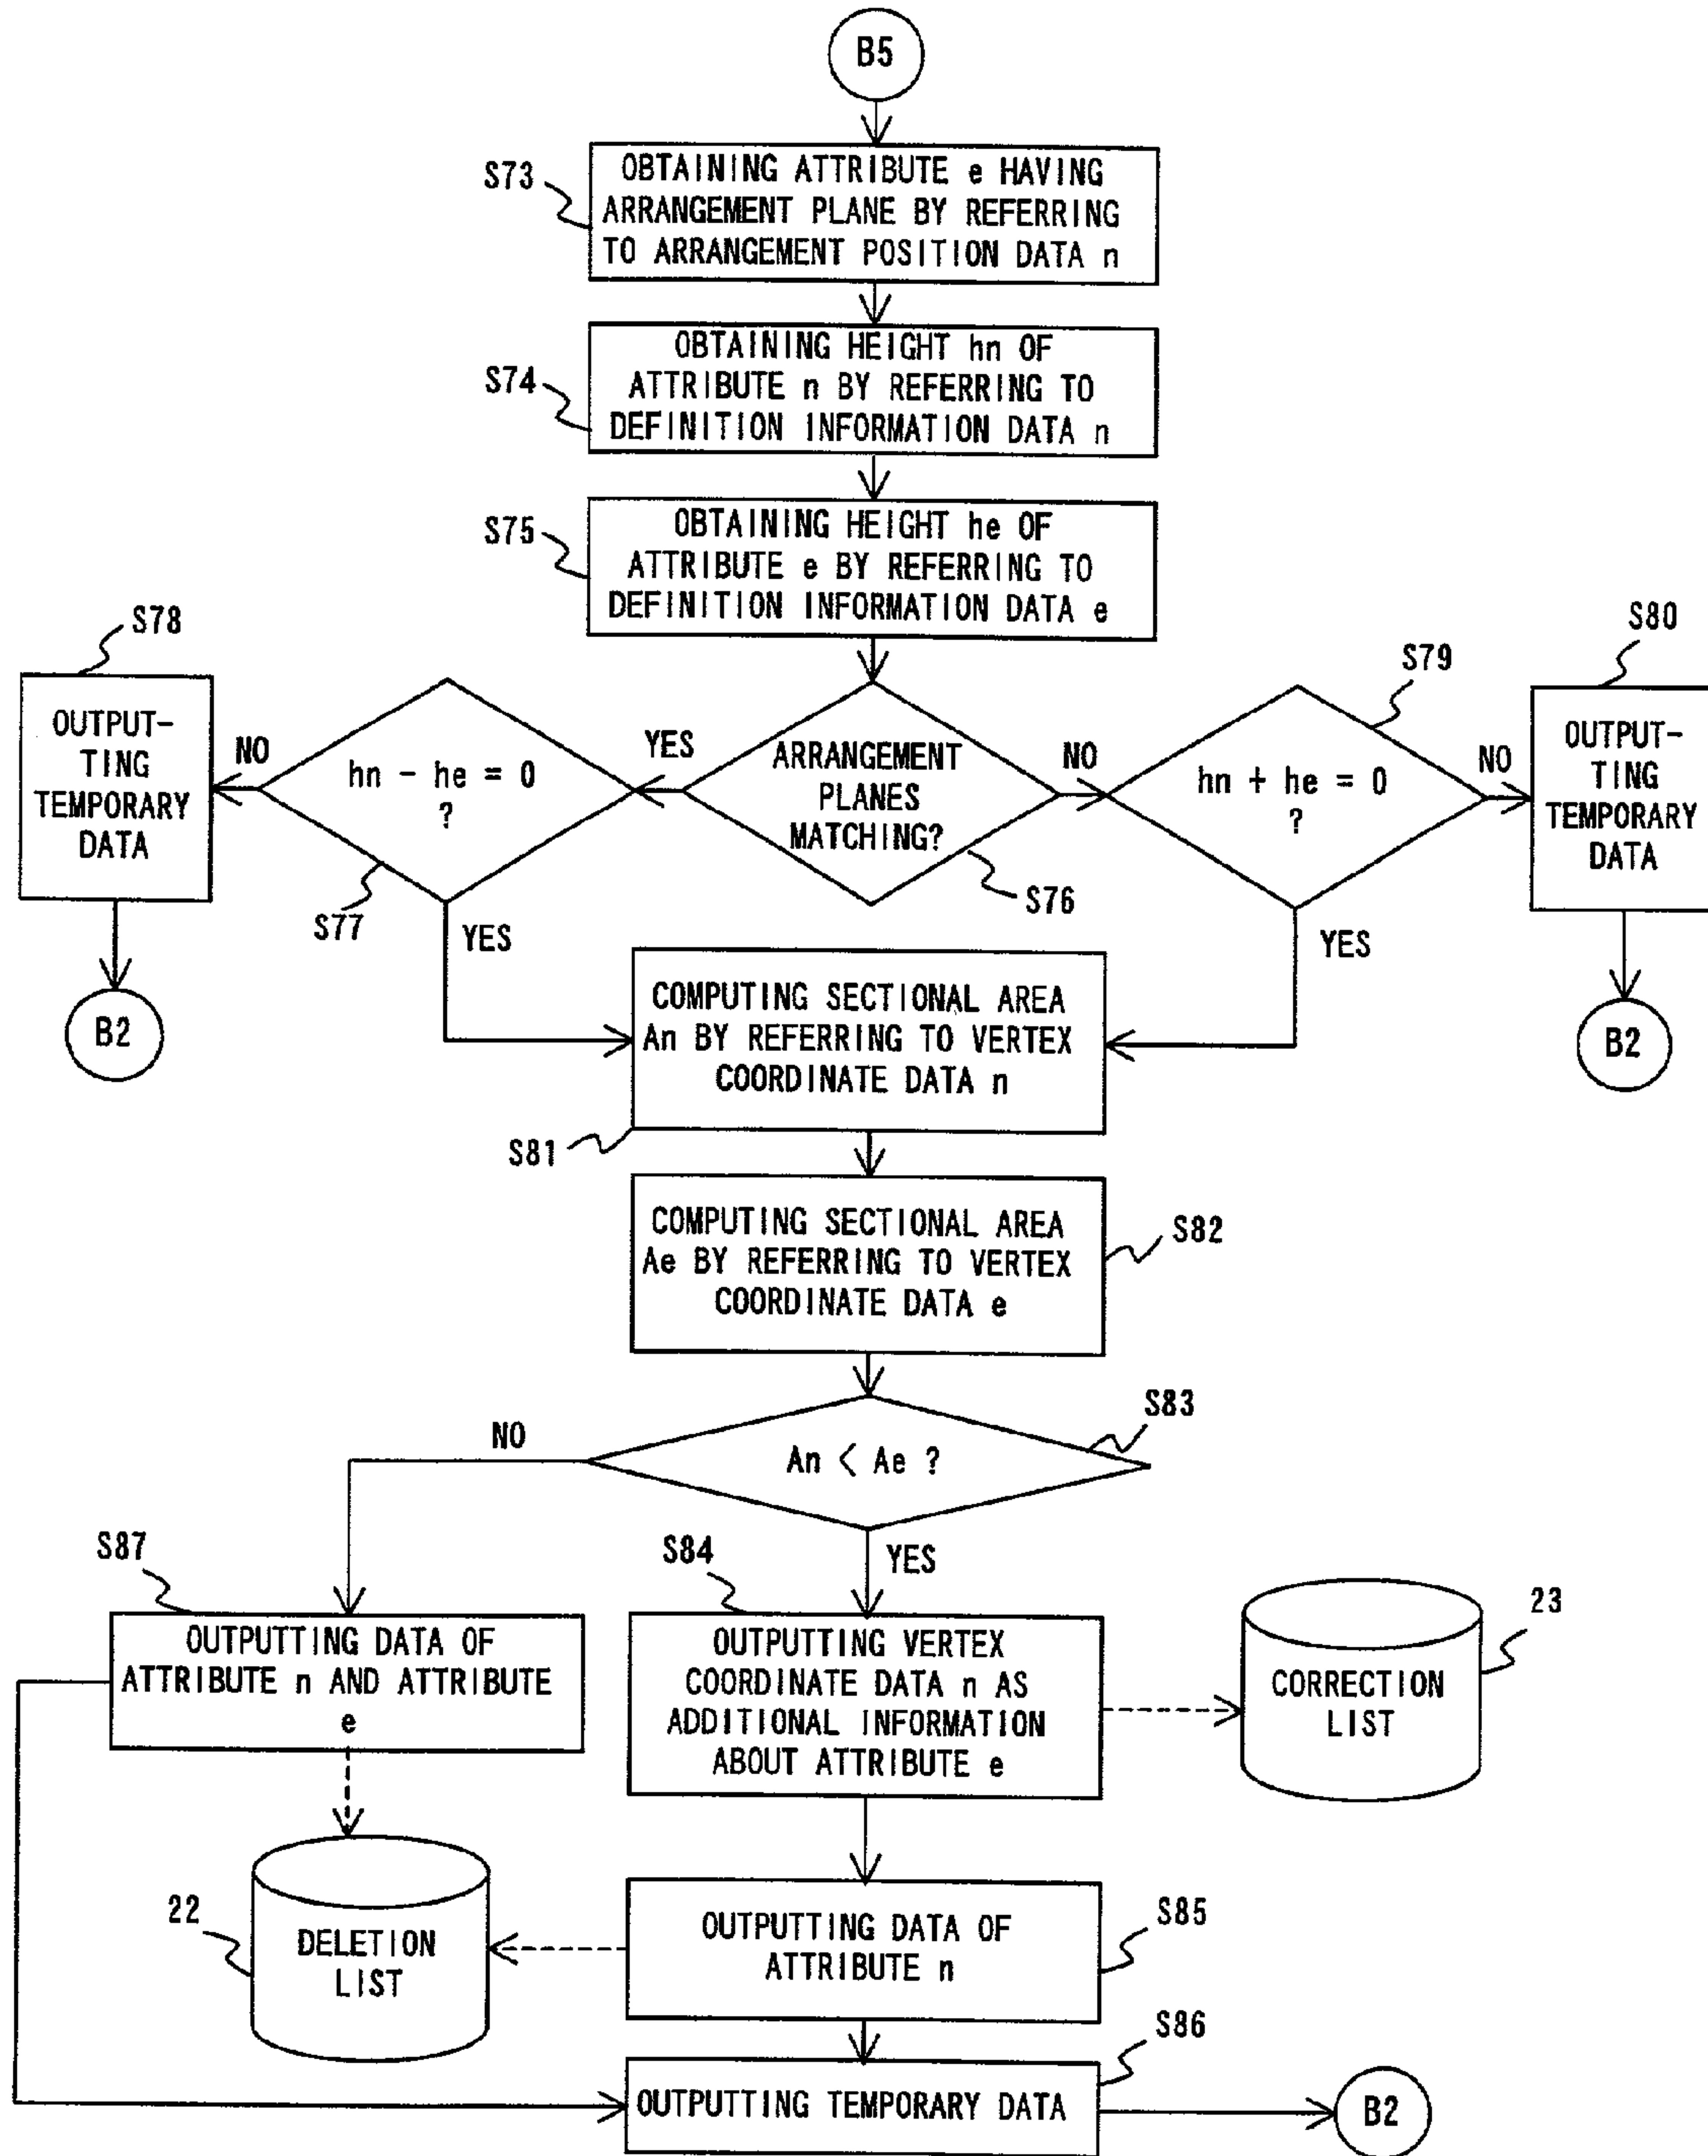 B5
S73
OBTAINING ATTRIBUTE e HAVING
ARRANGEMENT PLANE BY REFERRING
TO ARRANGEMENT POSITION DATA n
S74
OBTAINING HEIGHT hn OF
ATTRIBUTE n BY REFERRING TO
DEFINITION INFORMATION DATA n
S75
OBTAINING HEIGHT he OF
ATTRIBUTE e BY REFERRING TO
DEFINITION INFORMATION DATA e
S78
OUTPUT-
TING
TEMPORARY
DATA
NO
hn - he = 0
?
S77
YES
YES
ARRANGEMENT
PLANES
MATCHING?
S76
NO
S79
hn + he = 0
?
YES
NO
S80
OUTPUT-
TING
TEMPORARY
DATA
B2
B2
COMPUTING SECTIONAL AREA
An BY REFERRING TO VERTEX
COORDINATE DATA n
S81
COMPUTING SECTIONAL AREA
Ae BY REFERRING TO VERTEX
COORDINATE DATA e
S82
S83
An < Ae ?
NO
YES
S87
OUTPUTTING DATA OF
ATTRIBUTE n AND ATTRIBUTE
e
S84
OUTPUTTING VERTEX
COORDINATE DATA n AS
ADDITIONAL INFORMATION
ABOUT ATTRIBUTE e
23
CORRECTION
LIST
22
DELETION
LIST
S85
OUTPUTTING DATA OF
ATTRIBUTE n
S86
OUTPUTTING TEMPORARY DATA
B2